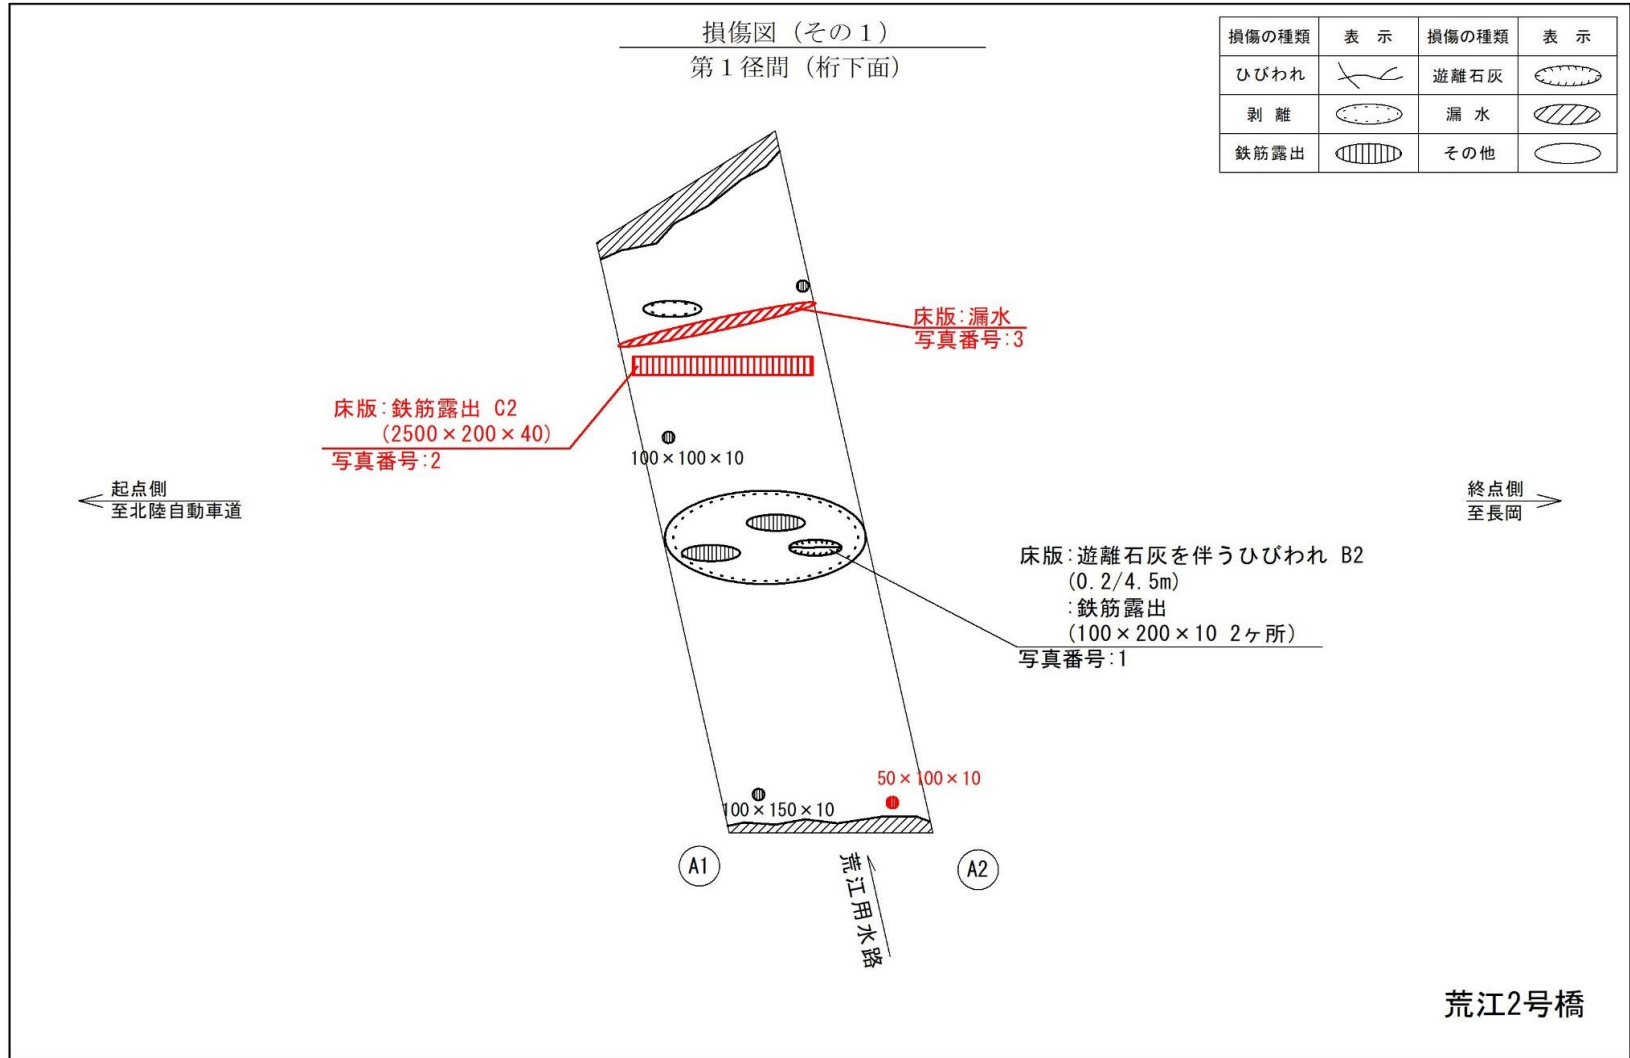 損傷図（その１）
第１径間（桁下面）
損傷の種類 表 示 損傷の種類 表 示
ひびわれ 遊離石灰
剥 離 漏 水
鉄筋露出 その他
床版:漏水
写真番号:3
床版:鉄筋露出 C2
(2500×200×40)
写真番号:2
100×100×10
起点側
至北陸自動車道
終点側
至長岡
床版:遊離石灰を伴うひびわれ B2
(0.2/4.5m)
:鉄筋露出
(100×200×10 2ヶ所)
写真番号:1
50×100×10
100×150×10
A1
A2
荒江用水路
荒江2号橋